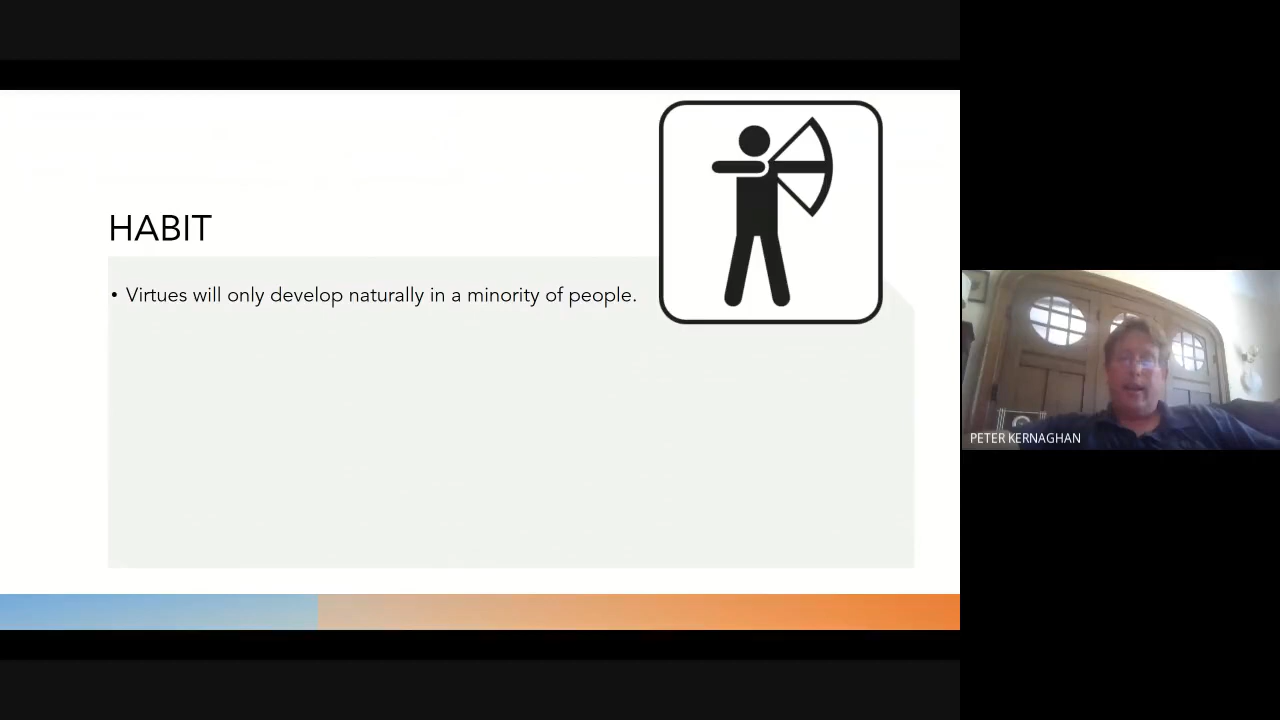 HABIT
• Virtues will only develop naturally in a minority of people.
PETER KERNAGHAN